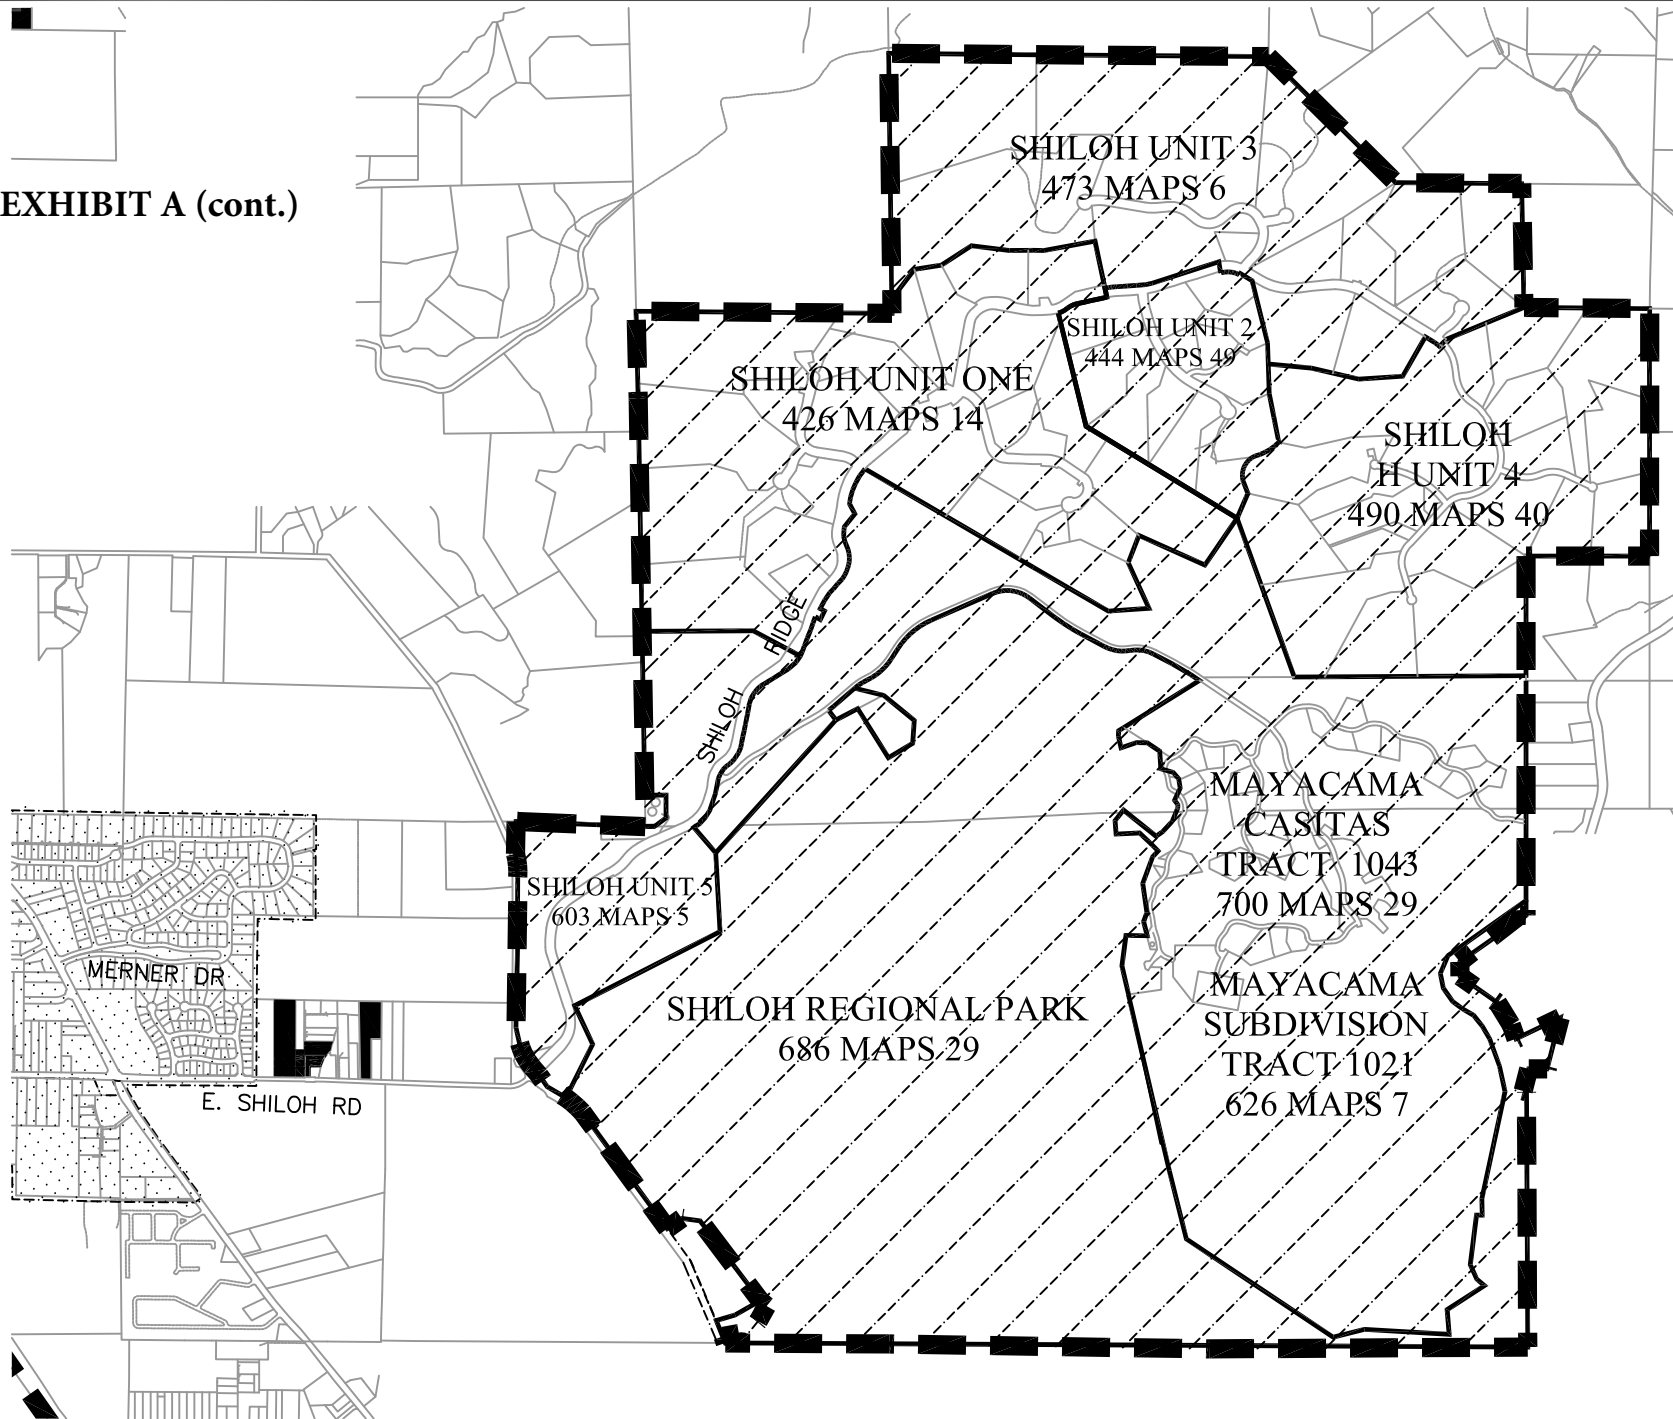 EXHIBIT A (cont.)
SHILOH UNIT 3
473 MAPS 6
SHILOH UNIT 2
444 MAPS 49
SHILOH UNIT ONE
426 MAPS 14
SHILOH
H UNIT 4
490 MAPS 40
SHILOH RIDGE
MAYACAMA
CASITAS
TRACT 1043
700 MAPS 29
SHILOH UNIT 5
603 MAPS 5
MERNER DR
SHILOH REGIONAL PARK
686 MAPS 29
MAYACAMA
SUBDIVISION
TRACT 1021
626 MAPS 7
E. SHILOH RD